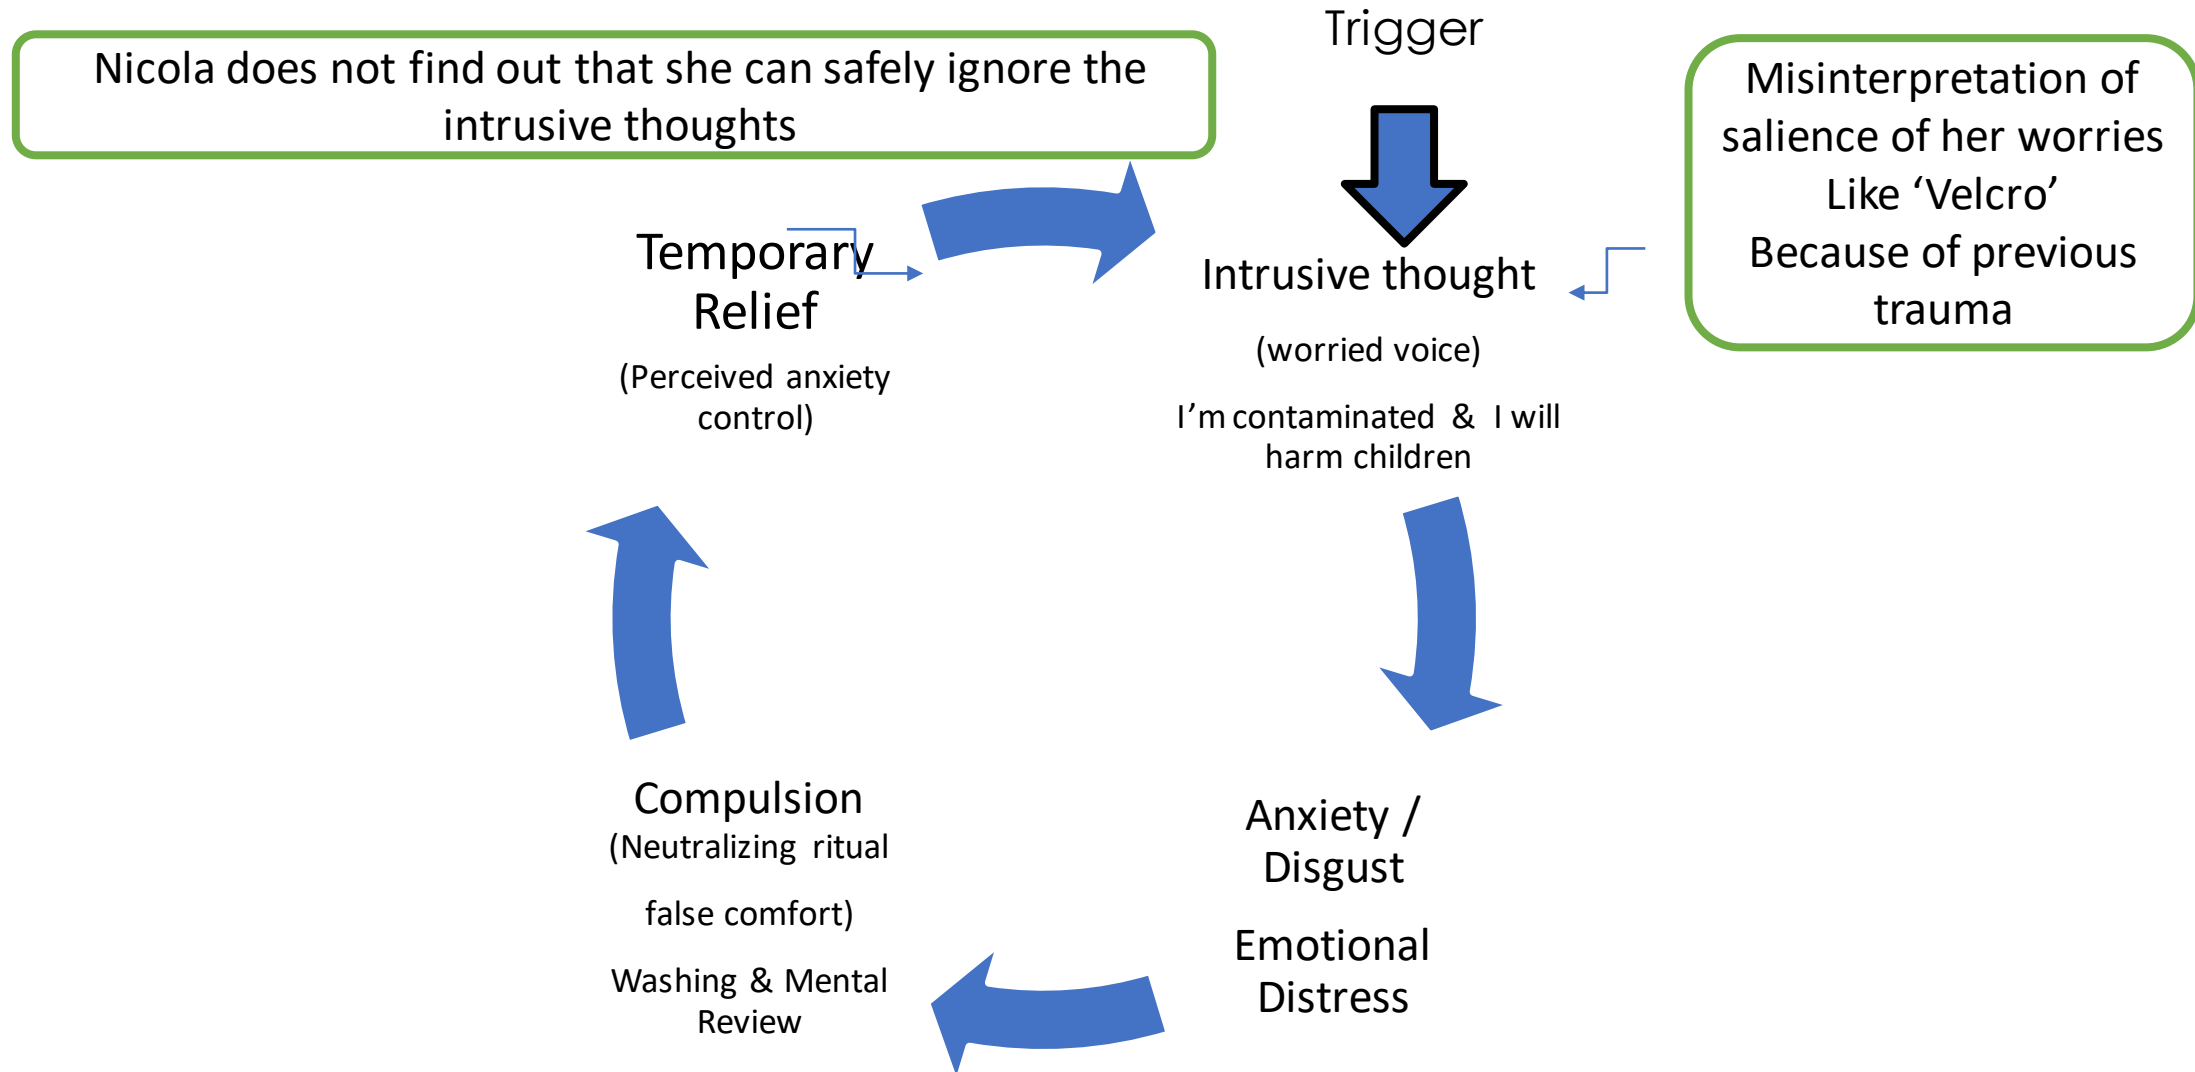 Trigger
Nicola does not find out that she can safely ignore the
intrusive thoughts
Misinterpretation of
salience of her worries
Like ‘Velcro’
Because of previous
trauma
Intrusive thought
(worried voice)
I’m contaminated & I will
harm children
Anxiety /
Disgust
Emotional
Distress
Compulsion
(Neutralizing ritual
false comfort)
Washing & Mental
Review
Temporary
Relief
(Perceived anxiety
control)